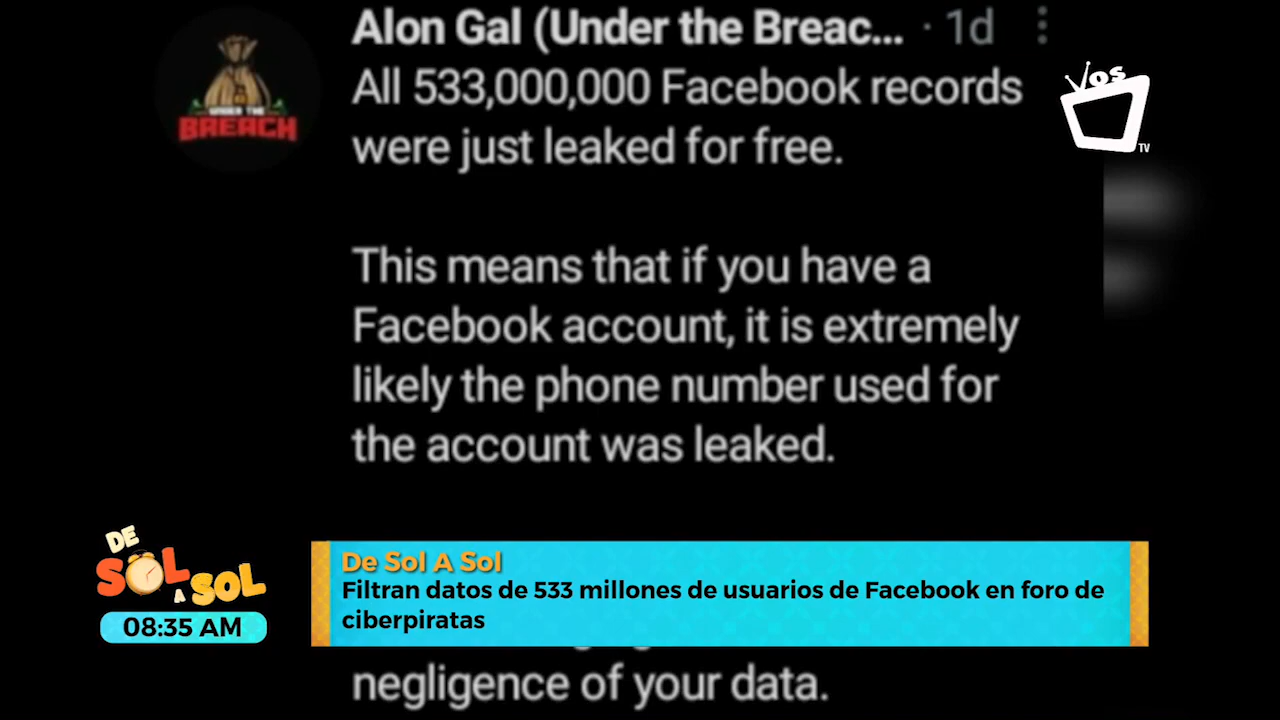 Alon Gal (Under the Breac... · 1d
All 533,000,000 Facebook records
were just leaked for free.
This means that if you have a
Facebook account, it is extremely
likely the phone number used for
the account was leaked.
negligence of your data.
UNDER THE
BREACH
VOS
TV
DE
SOL
A SOL
08:35 AM
De Sol A Sol
Filtran datos de 533 millones de usuarios de Facebook en foro de
ciberpiratas